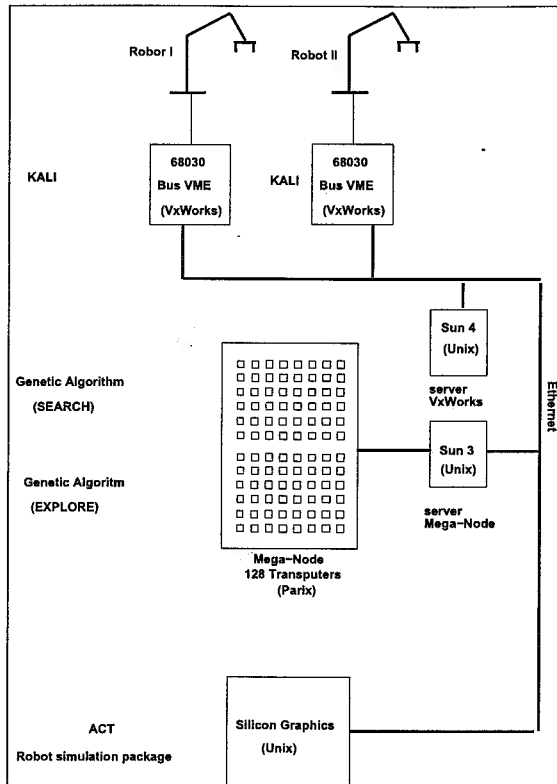 Robor I
Robot II
68030
Bus VME
(VxWorks)
KALI
KALI
68030
Bus VME
(VxWorks)
Sun 4
(Unix)
server
VxWorks
Ethernet
Genetic Algorithm
(SEARCH)
Genetic Algoritm
(EXPLORE)
Sun 3
(Unix)
server
Mega-Node
Mega-Node
128 Transputers
(Parix)
ACT
Robot simulation package
Silicon Graphics
(Unix)